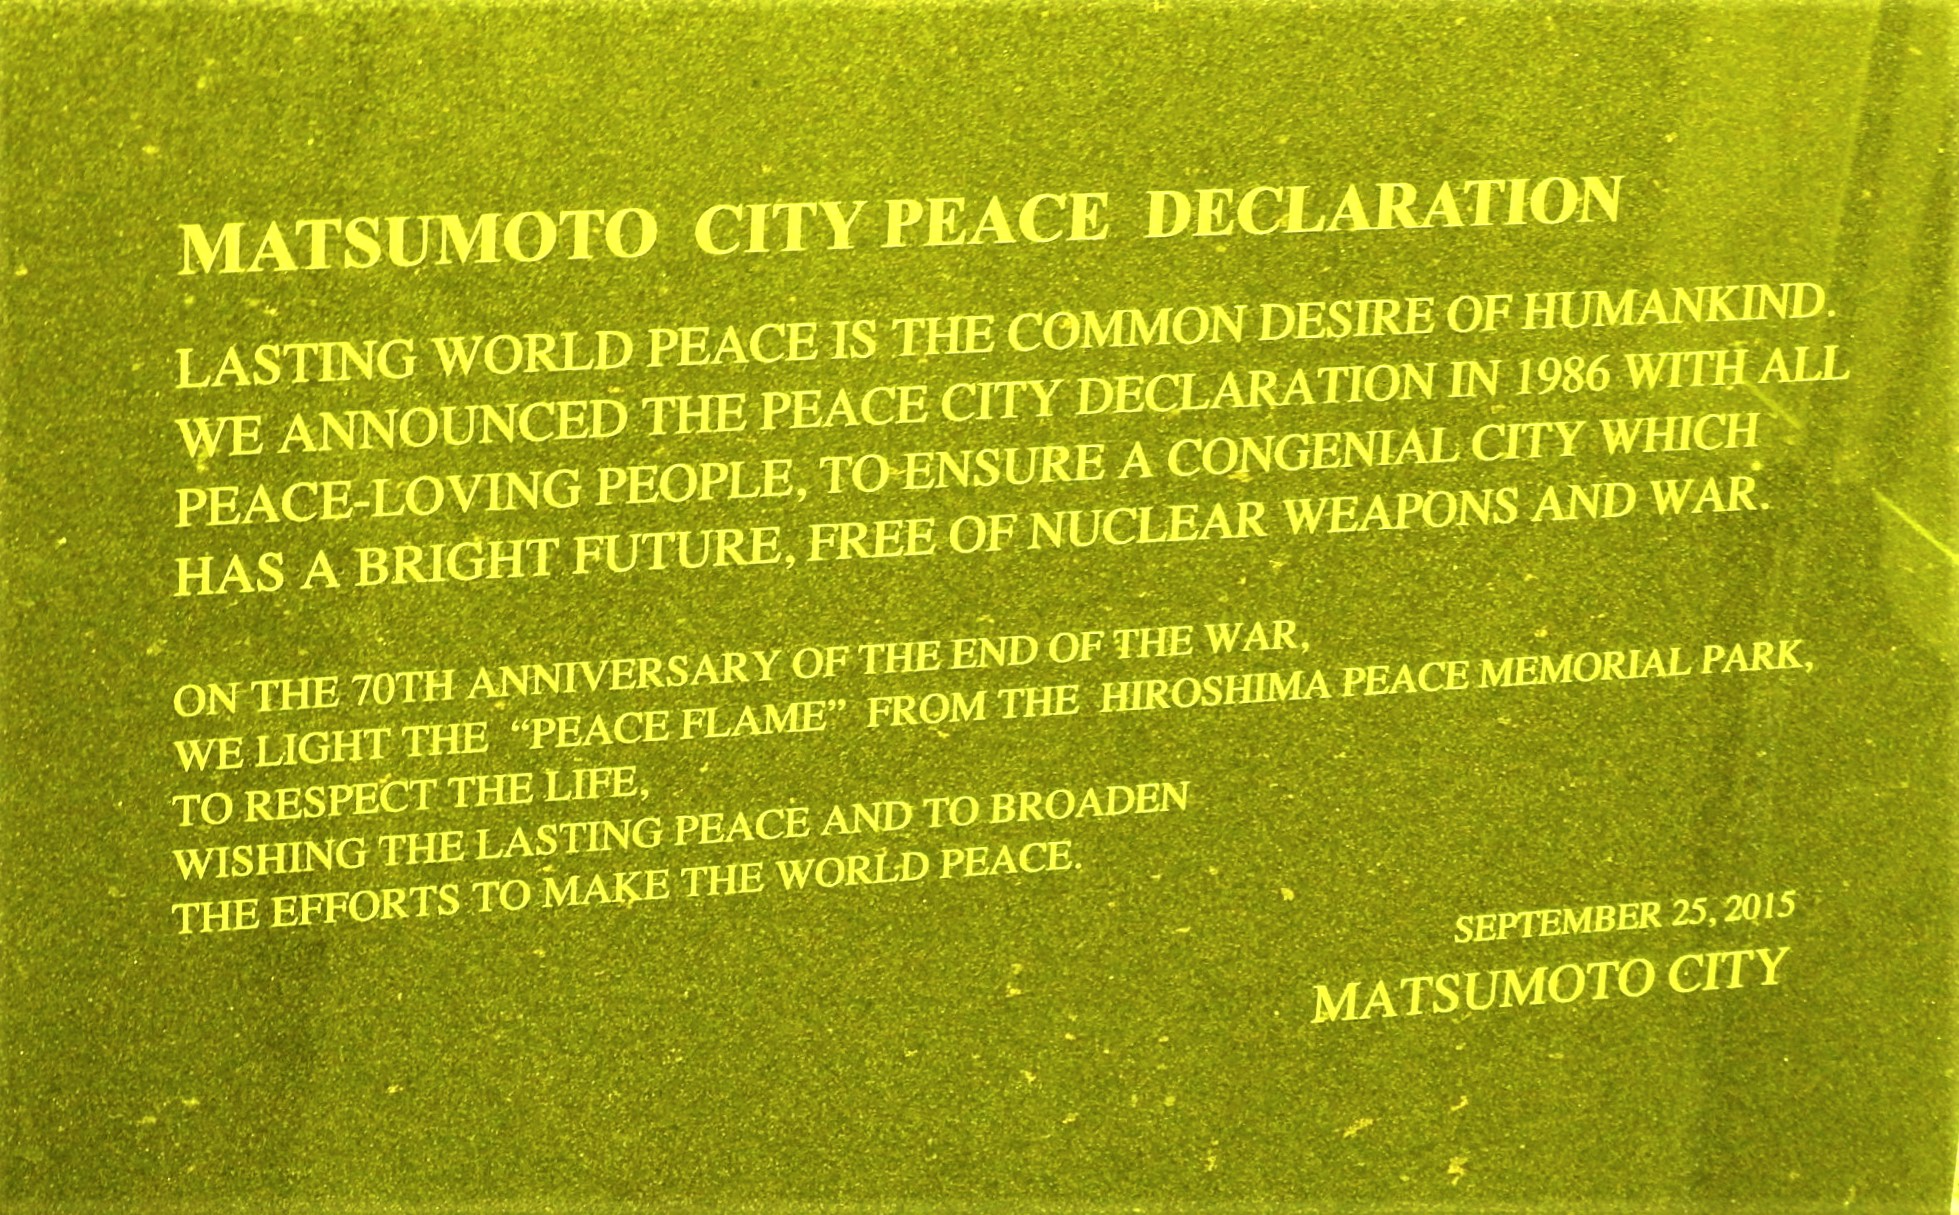 MATSUMOTO CITY PEACE DECLARATION
LASTING WORLD PEACE IS THE COMMON DESIRE OF HUMANKIND.
WE ANNOUNCED THE PEACE CITY DECLARATION IN 1986 WITH ALL
PEACE-LOVING PEOPLE, TO ENSURE A CONGENIAL CITY WHICH
HAS A BRIGHT FUTURE, FREE OF NUCLEAR WEAPONS AND WAR.
ON THE 70TH ANNIVERSARY OF THE END OF THE WAR,
WE LIGHT THE “PEACE FLAME” FROM THE HIROSHIMA PEACE MEMORIAL PARK,
TO RESPECT THE LIFE,
WISHING THE LASTING PEACE AND TO BROADEN
THE EFFORTS TO MAKE THE WORLD PEACE.
SEPTEMBER 25, 2015
MATSUMOTO CITY